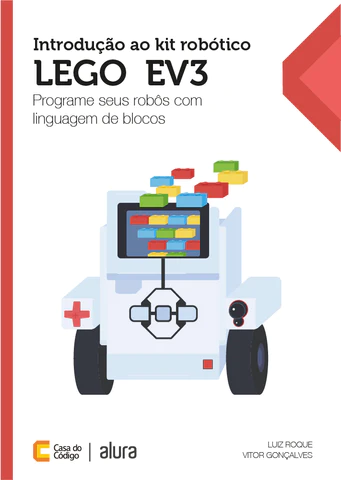 Introdução ao kit robótico
LEGO EV3
Programe seus robôs com
linguagem de blocos
Casa do
Código
alura
LUIZ ROQUE
VITOR GONÇALVES